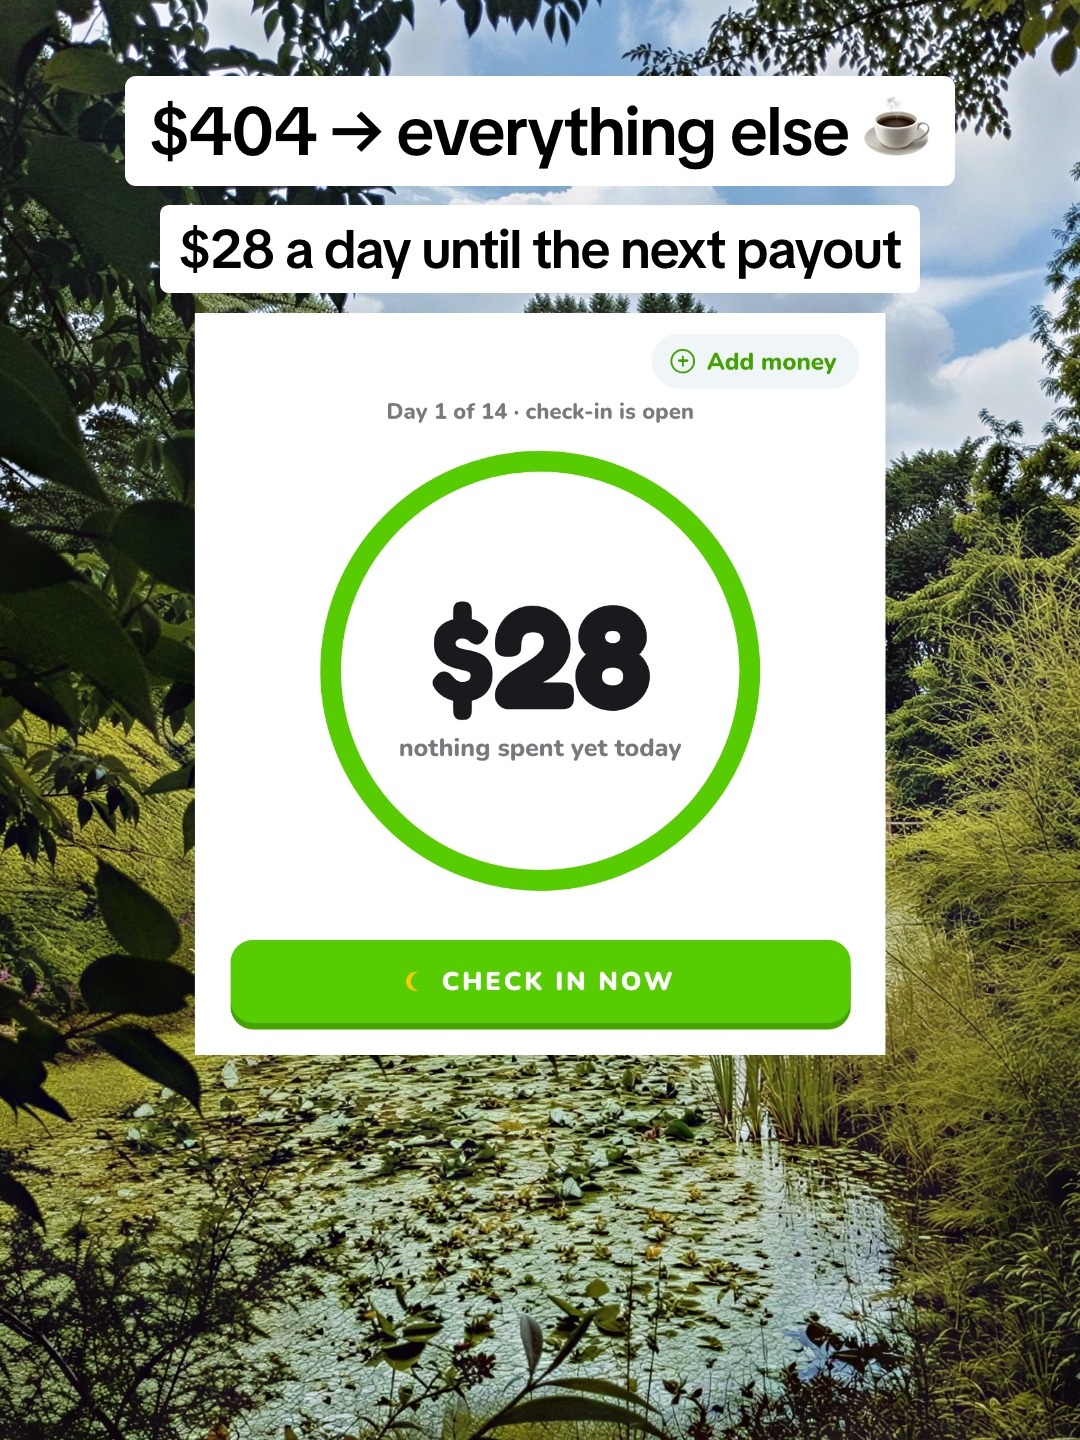 $404 → everything else ☕
$28 a day until the next payout
Add money
Day 1 of 14 · check-in is open
$28
nothing spent yet today
CHECK IN NOW